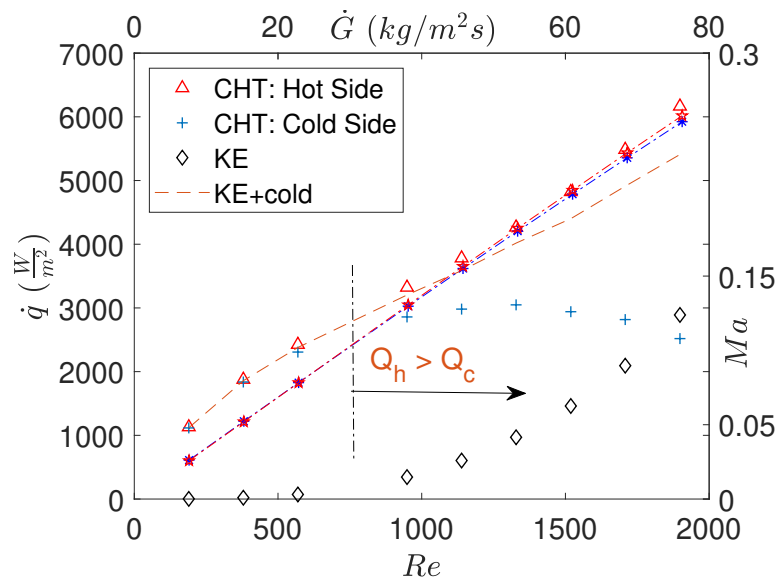 Ġ (kg/m²s)
0 20 40 60 80
7000
6000
5000
4000
3000
2000
1000
0
q̇ (W/m²)
CHT: Hot Side
CHT: Cold Side
KE
KE+cold
Q_h > Q_c
0.3
0.15
0.05
0
Ma
0 500 1000 1500 2000
Re